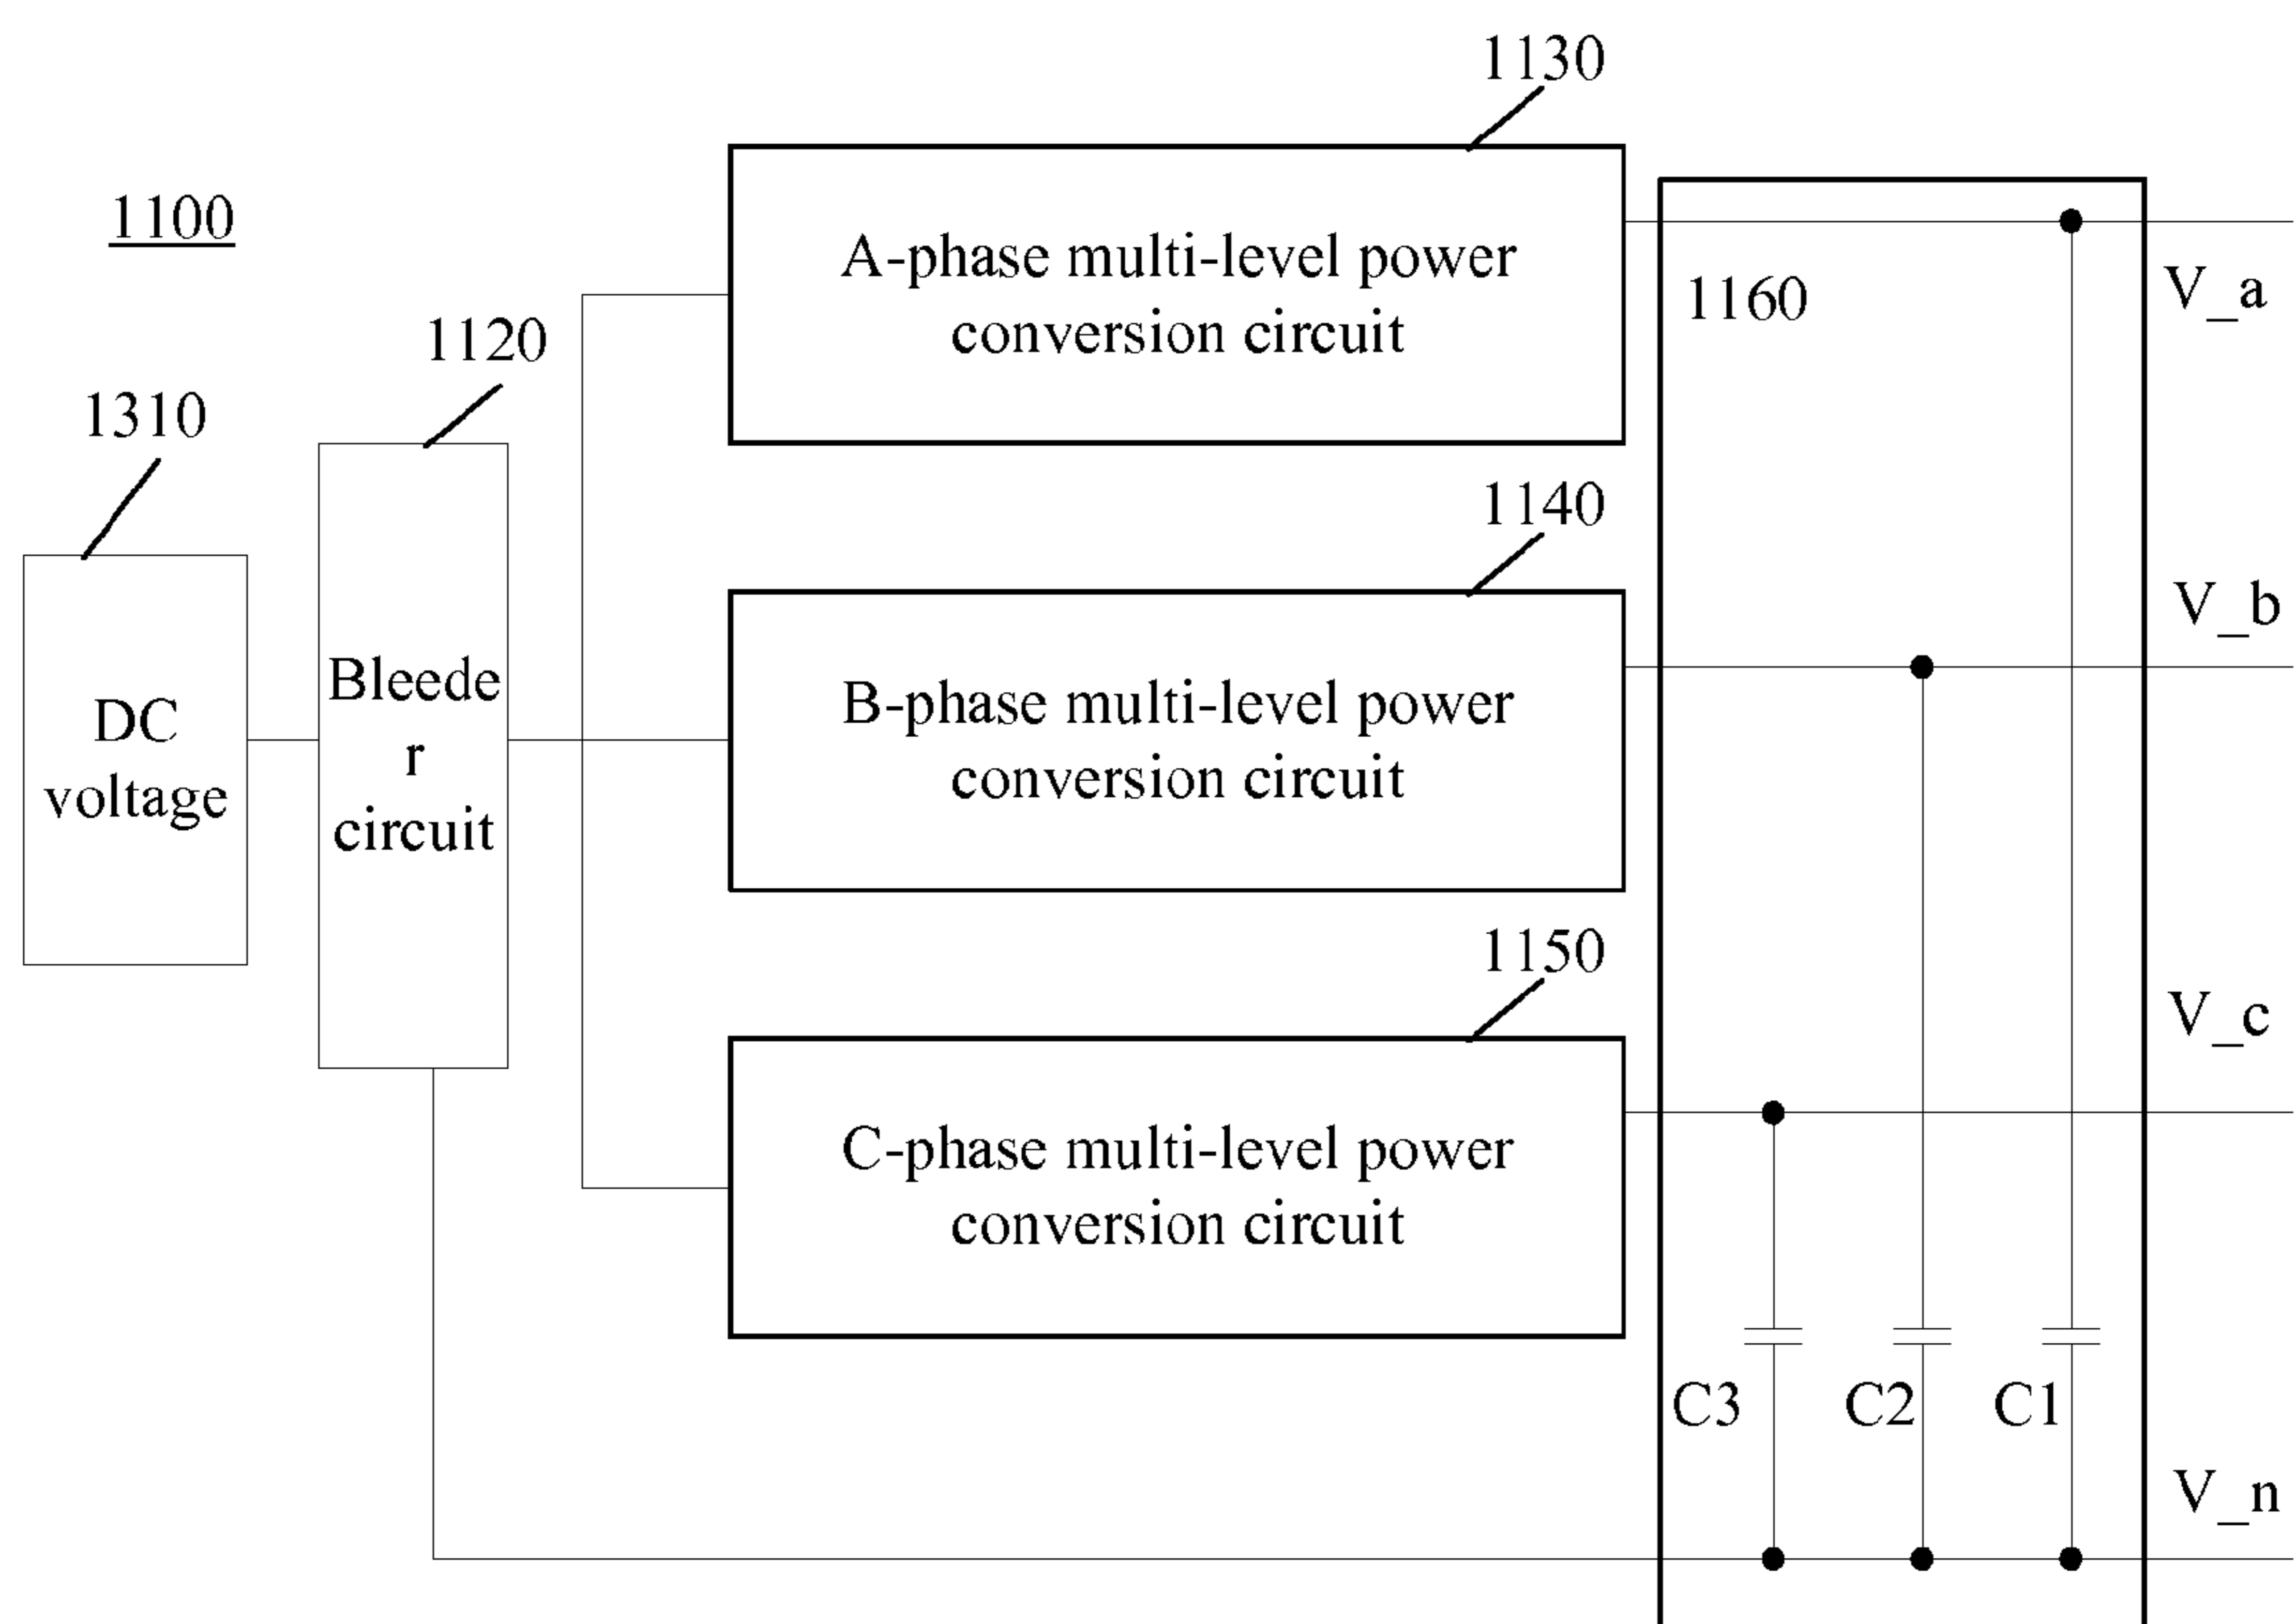 1130
1100
A-phase multi-level power
conversion circuit
1160
V_a
1120
1310
1140
V_b
Bleede
r
circuit
DC
voltage
B-phase multi-level power
conversion circuit
1150
V_c
C-phase multi-level power
conversion circuit
C3
C2
C1
V_n